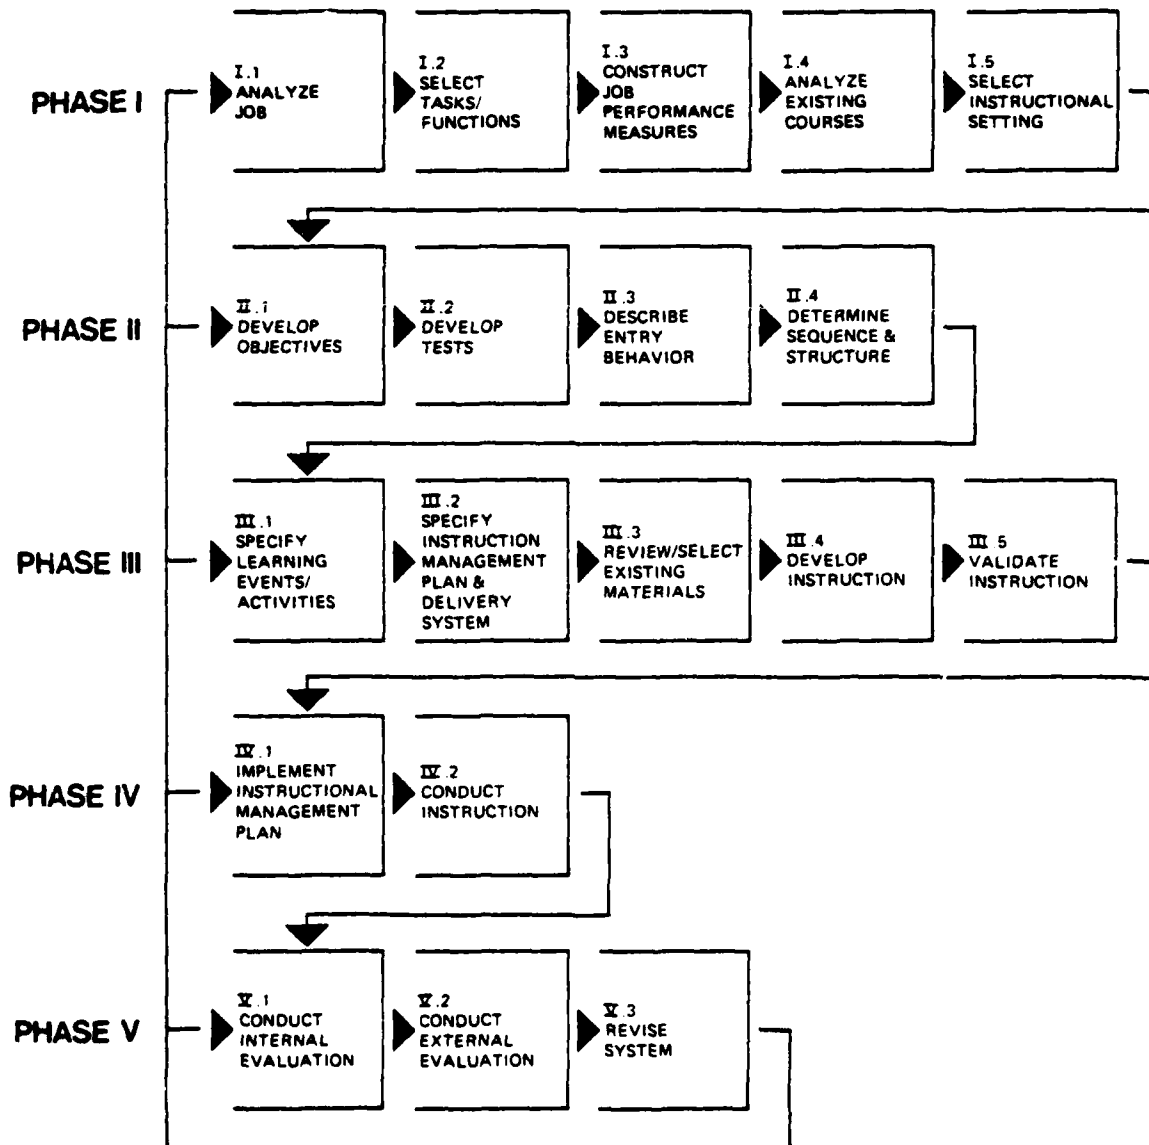 PHASE I
I.1
ANALYZE
JOB
I.2
SELECT
TASKS/
FUNCTIONS
I.3
CONSTRUCT
JOB
PERFORMANCE
MEASURES
I.4
ANALYZE
EXISTING
COURSES
I.5
SELECT
INSTRUCTIONAL
SETTING
PHASE II
II.1
DEVELOP
OBJECTIVES
II.2
DEVELOP
TESTS
II.3
DESCRIBE
ENTRY
BEHAVIOR
II.4
DETERMINE
SEQUENCE &
STRUCTURE
PHASE III
III.1
SPECIFY
LEARNING
EVENTS/
ACTIVITIES
III.2
SPECIFY
INSTRUCTION
MANAGEMENT
PLAN &
DELIVERY
SYSTEM
III.3
REVIEW/SELECT
EXISTING
MATERIALS
III.4
DEVELOP
INSTRUCTION
III.5
VALIDATE
INSTRUCTION
PHASE IV
IV.1
IMPLEMENT
INSTRUCTIONAL
MANAGEMENT
PLAN
IV.2
CONDUCT
INSTRUCTION
PHASE V
V.1
CONDUCT
INTERNAL
EVALUATION
V.2
CONDUCT
EXTERNAL
EVALUATION
V.3
REVISE
SYSTEM